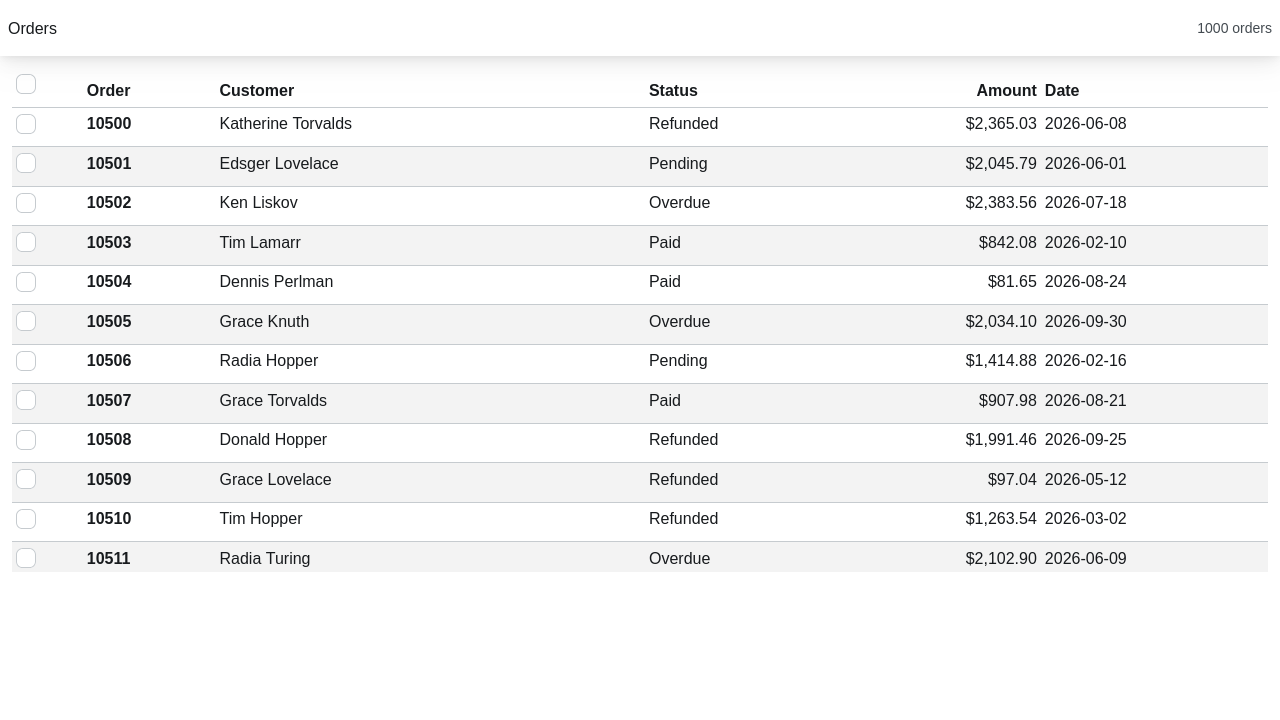 Orders
1000 orders
Order Customer Status Amount Date
10500 Katherine Torvalds Refunded $2,365.03 2026-06-08
10501 Edsger Lovelace Pending $2,045.79 2026-06-01
10502 Ken Liskov Overdue $2,383.56 2026-07-18
10503 Tim Lamarr Paid $842.08 2026-02-10
10504 Dennis Perlman Paid $81.65 2026-08-24
10505 Grace Knuth Overdue $2,034.10 2026-09-30
10506 Radia Hopper Pending $1,414.88 2026-02-16
10507 Grace Torvalds Paid $907.98 2026-08-21
10508 Donald Hopper Refunded $1,991.46 2026-09-25
10509 Grace Lovelace Refunded $97.04 2026-05-12
10510 Tim Hopper Refunded $1,263.54 2026-03-02
10511 Radia Turing Overdue $2,102.90 2026-06-09